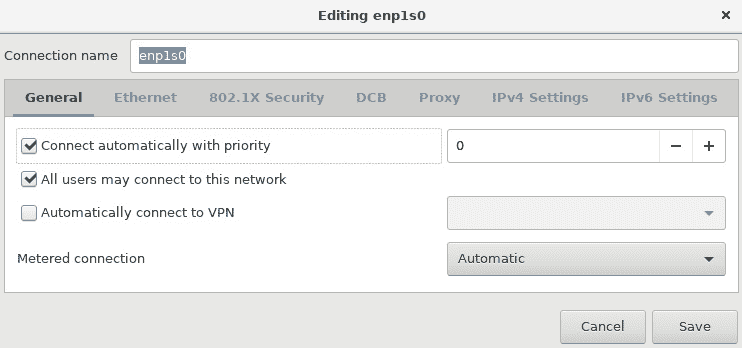 Editing enp1s0
Connection name enp1s0
General Ethernet 802.1X Security DCB Proxy IPv4 Settings IPv6 Settings
Connect automatically with priority 0
All users may connect to this network
Automatically connect to VPN
Metered connection Automatic
Cancel Save